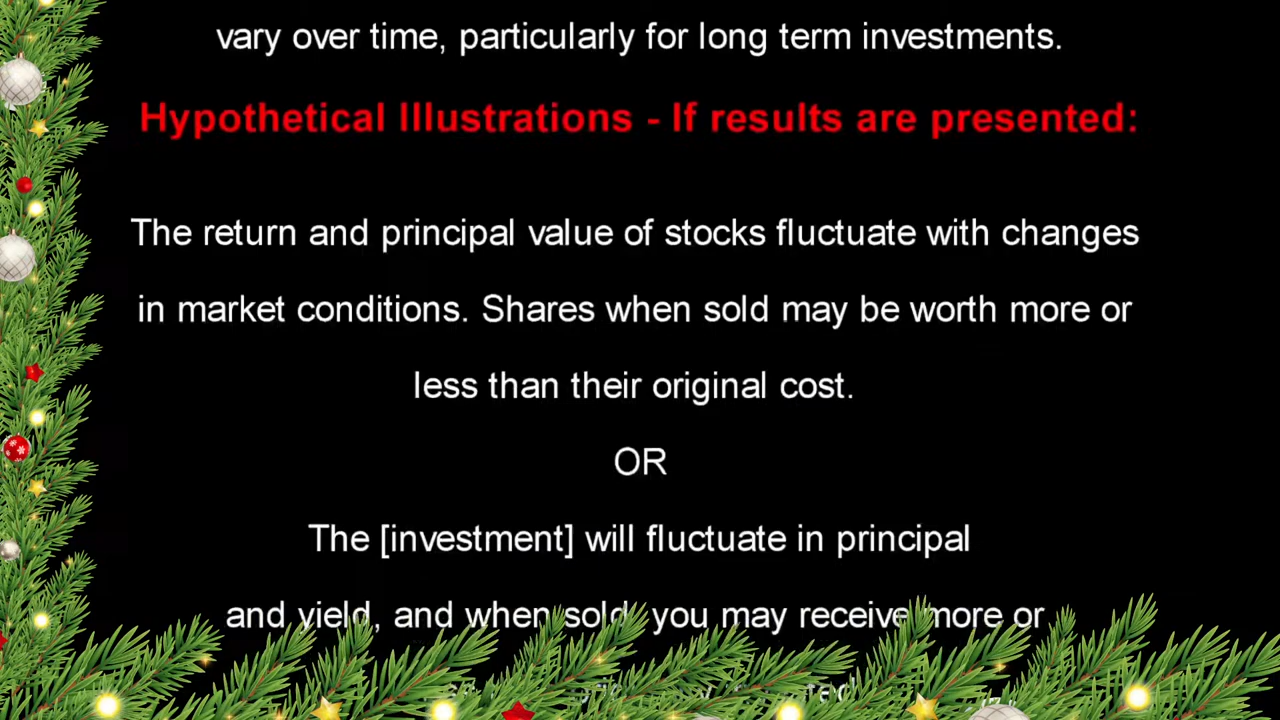 vary over time, particularly for long term investments.
Hypothetical Illustrations - If results are presented:
The return and principal value of stocks fluctuate with changes
in market conditions. Shares when sold may be worth more or
less than their original cost.
OR
The [investment] will fluctuate in principal
and yield, and when sold, you may receive more or